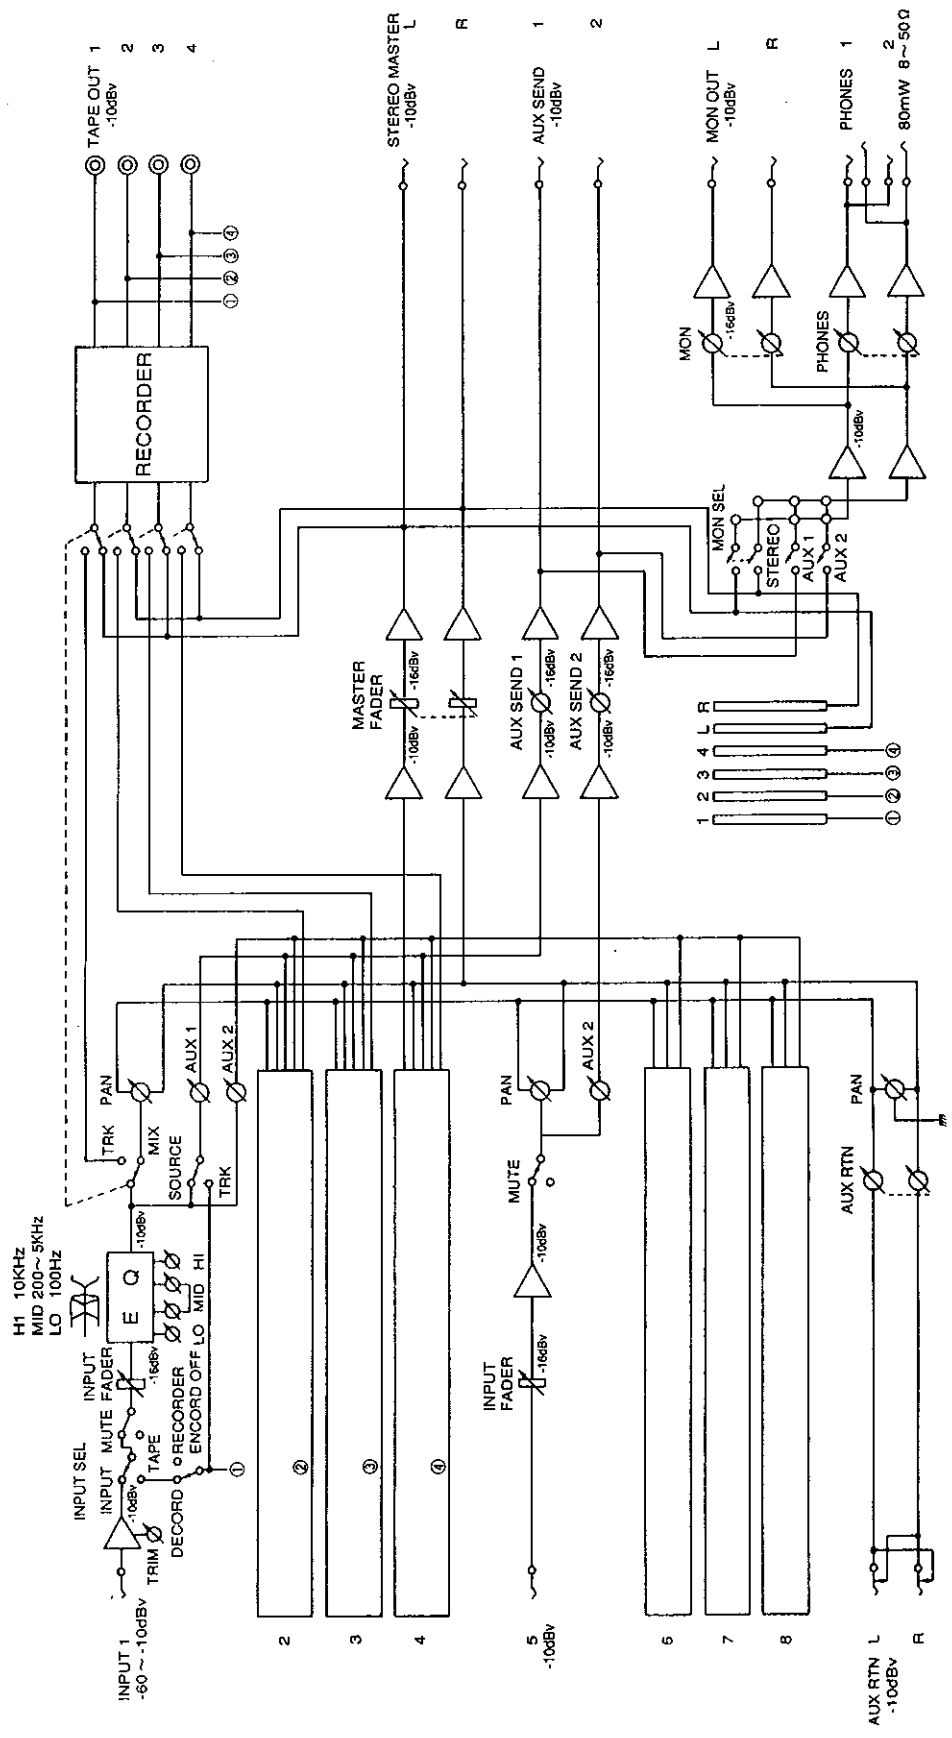 INPUT 1
-60 ~ -10dBv
TRIM
INPUT SEL
INPUT
-10dBv
TAPE
MUTE
INPUT
FADER
-16dBv
H1 10KHz
MID 200~ 5KHz
LO 100Hz
E Q
LO MID HI
DECORD
RECORDER
ENCORD OFF
①
-10dBv
TRK
MIX
PAN
SOURCE
TRK
AUX 1
AUX 2
RECORDER
TAPE OUT 1
-10dBv
2
3
4
①
②
③
④
2
②
3
③
4
④
MASTER
FADER
-10dBv
-16dBv
STEREO MASTER L
-10dBv
R
AUX SEND 1
-10dBv
-16dBv
AUX SEND 1
-10dBv
AUX SEND 2
-10dBv
-16dBv
2
5
-10dBv
INPUT
FADER
-16dBv
-10dBv
MUTE
PAN
AUX 2
1
2
3
4
L
R
①
②
③
④
MON SEL
STEREO
AUX 1
AUX 2
-10dBv
MON
-16dBv
MON OUT L
-10dBv
R
PHONES
PHONES 1
2
80mW 8~ 50Ω
6
7
8
AUX RTN L
-10dBv
R
AUX RTN
PAN